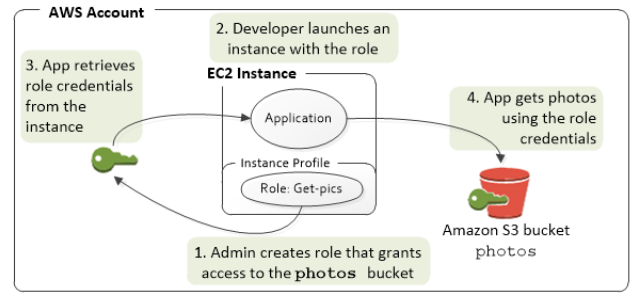 AWS Account
2. Developer launches an
instance with the role
3. App retrieves
role credentials
from the
instance
EC2 Instance
Application
4. App gets photos
using the role
credentials
Instance Profile
Role: Get-pics
Amazon S3 bucket
photos
1. Admin creates role that grants
access to the photos bucket